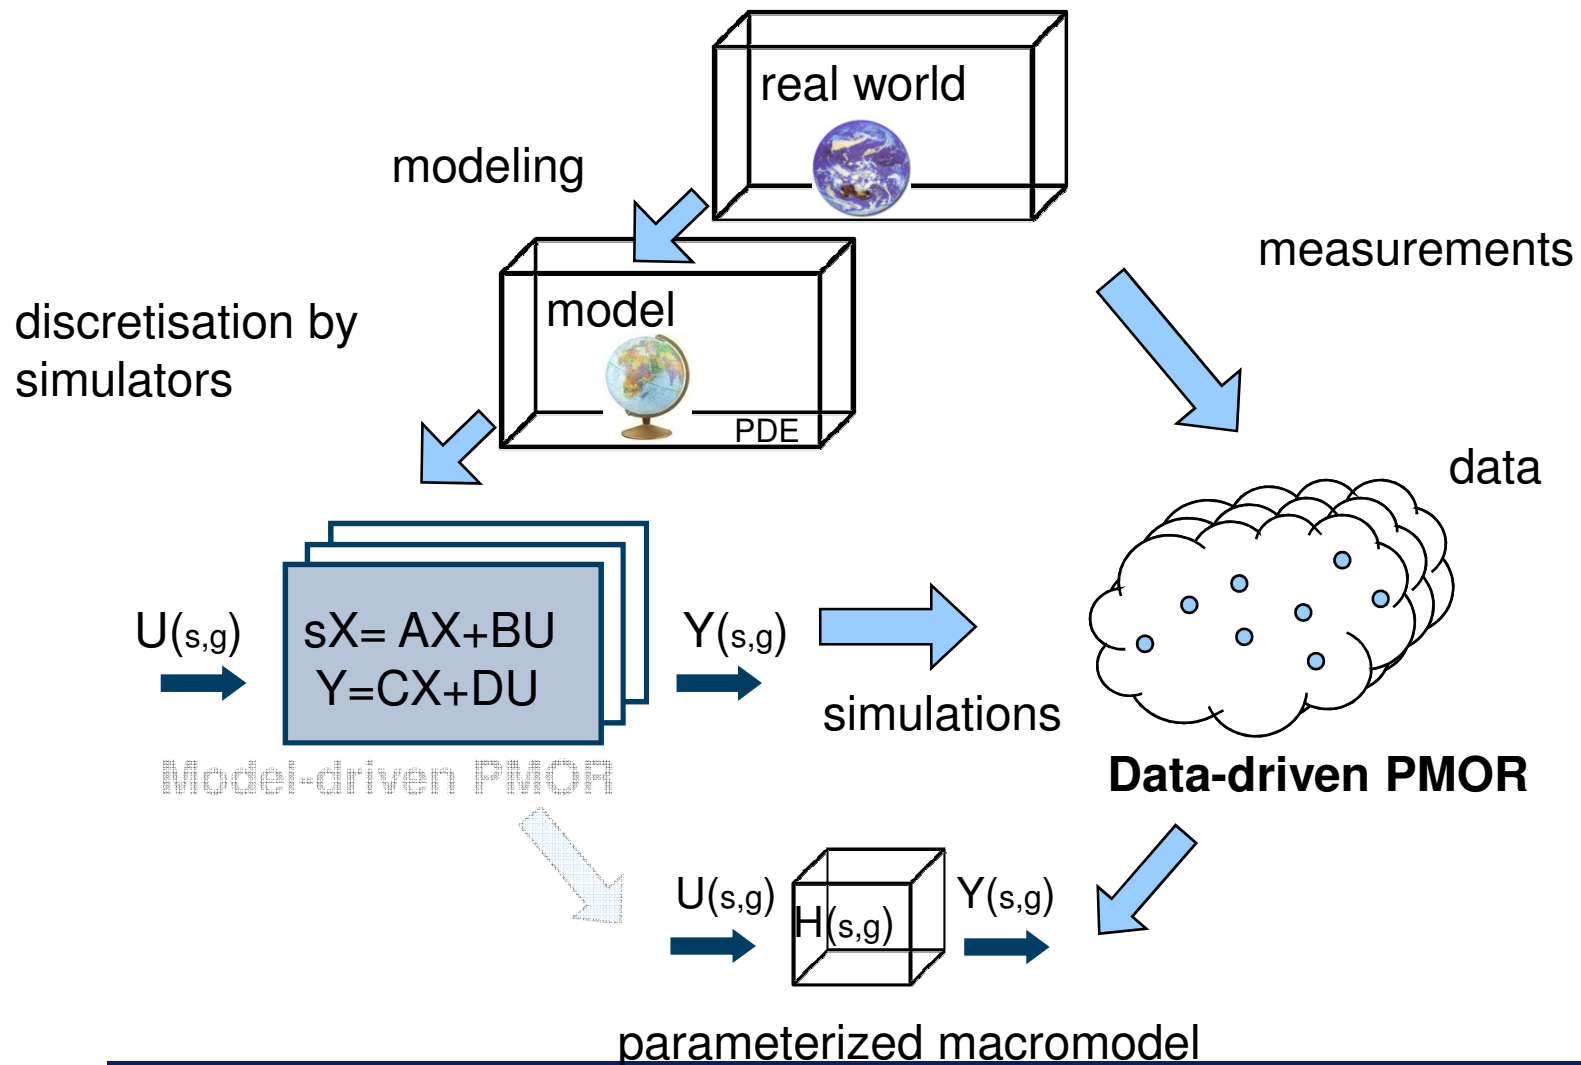 real world
modeling
measurements
model
discretisation by
simulators
PDE
data
U(s,g)
sX= AX+BU
Y=CX+DU
Y(s,g)
simulations
Model-driven PMOR
Data-driven PMOR
U(s,g)
H(s,g)
Y(s,g)
parameterized macromodel